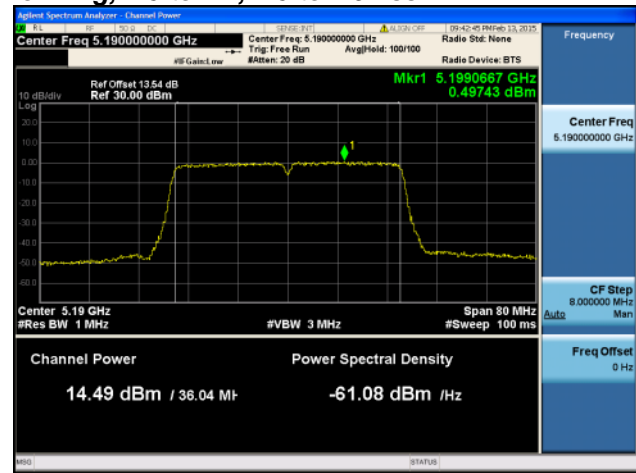 Agilent Spectrum Analyzer - Channel Power
RL RF 50 Ω DC SENSE:INT ALIGN OFF 09:42:45 PM Feb 13, 2015
Center Freq 5.190000000 GHz
Center Freq: 5.190000000 GHz
Radio Std: None
Trig: Free Run Avg|Hold: 100/100
#IFGain:Low #Atten: 20 dB Radio Device: BTS
Frequency
Ref Offset 13.54 dB
Mkr1 5.1990667 GHz
10 dB/div Ref 30.00 dBm 0.49743 dBm
Log
20.0
10.0
0.00
-10.0
-20.0
-30.0
-40.0
-50.0
-60.0
1
Center 5.19 GHz Span 80 MHz
#Res BW 1 MHz #VBW 3 MHz #Sweep 100 ms
Channel Power Power Spectral Density
14.49 dBm / 36.04 MH -61.08 dBm /Hz
Center Freq
5.190000000 GHz
CF Step
8.000000 MHz
Auto Man
Freq Offset
0 Hz
MSG STATUS